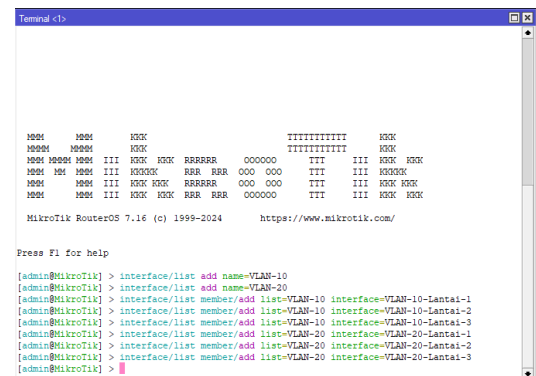 Terminal <1>
MMM      MMM       KKK                          TTTTTTTTTTT      KKK
MMMM    MMMM       KKK                          TTTTTTTTTTT      KKK
MMM MMMM MMM  III  KKK  KKK  RRRRRR     OOOOOO      TTT     III  KKK  KKK
MMM  MM  MMM  III  KKKKK     RRR  RRR  OOO  OOO     TTT     III  KKKKK
MMM      MMM  III  KKK KKK   RRRRRR    OOO  OOO     TTT     III  KKK KKK
MMM      MMM  III  KKK  KKK  RRR  RRR   OOOOOO      TTT     III  KKK  KKK
MikroTik RouterOS 7.16 (c) 1999-2024       https://www.mikrotik.com/
Press F1 for help
[admin@MikroTik] > interface/list add name=VLAN-10
[admin@MikroTik] > interface/list add name=VLAN-20
[admin@MikroTik] > interface/list member/add list=VLAN-10 interface=VLAN-10-Lantai-1
[admin@MikroTik] > interface/list member/add list=VLAN-10 interface=VLAN-10-Lantai-2
[admin@MikroTik] > interface/list member/add list=VLAN-10 interface=VLAN-10-Lantai-3
[admin@MikroTik] > interface/list member/add list=VLAN-20 interface=VLAN-20-Lantai-1
[admin@MikroTik] > interface/list member/add list=VLAN-20 interface=VLAN-20-Lantai-2
[admin@MikroTik] > interface/list member/add list=VLAN-20 interface=VLAN-20-Lantai-3
[admin@MikroTik] >